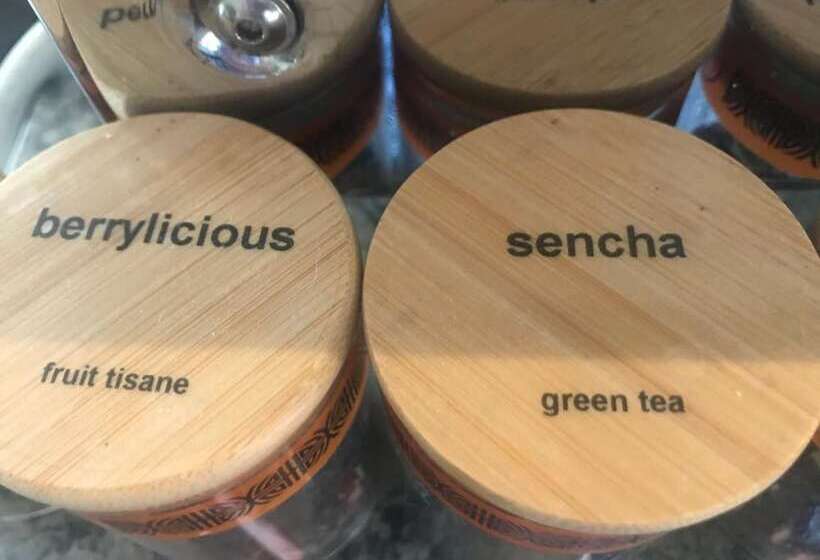 berrylicious
fruit tisane
sencha
green tea